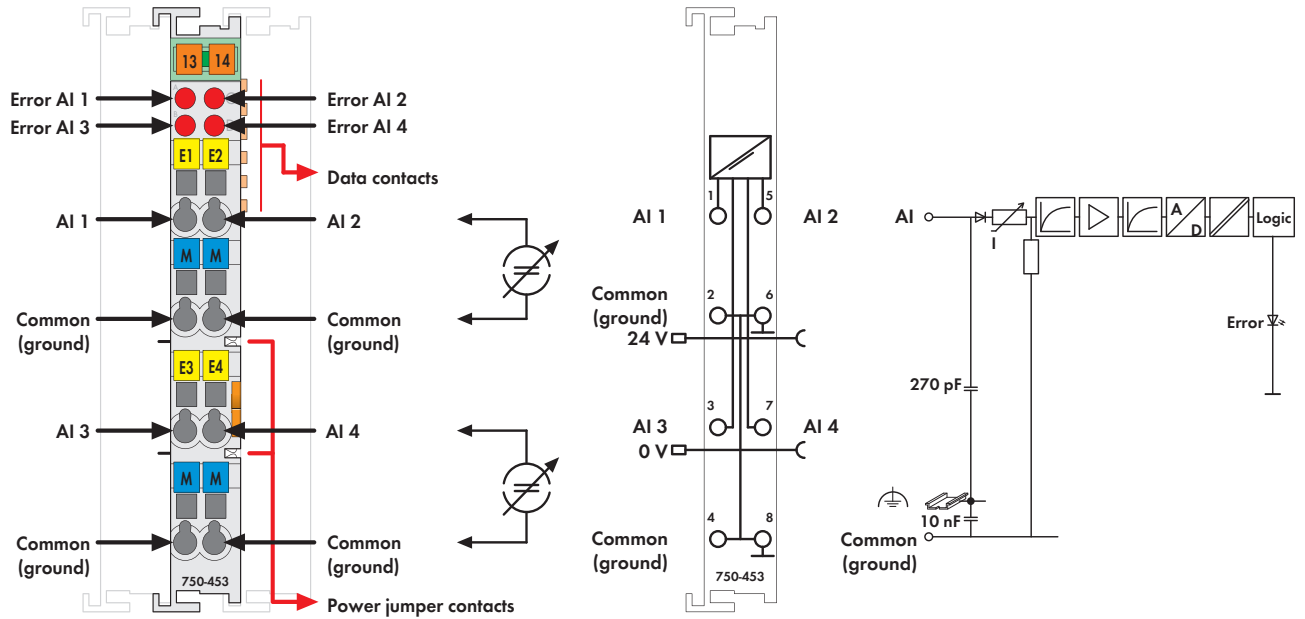 13 14
A C
Error AI 1
Error AI 2
B D
Error AI 3
Error AI 4
E1 E2
Data contacts
AI 1
AI 2
M M
Common
(ground)
Common
(ground)
E3 E4
AI 3
AI 4
M M
Common
(ground)
Common
(ground)
750-453
Power jumper contacts
1 5
AI 1
AI 2
Common
(ground)
2 6
24 V
3 7
AI 3
AI 4
0 V
4 8
Common
(ground)
750-453
AI
I
A
D
Logic
Error
270 pF
10 nF
Common
(ground)